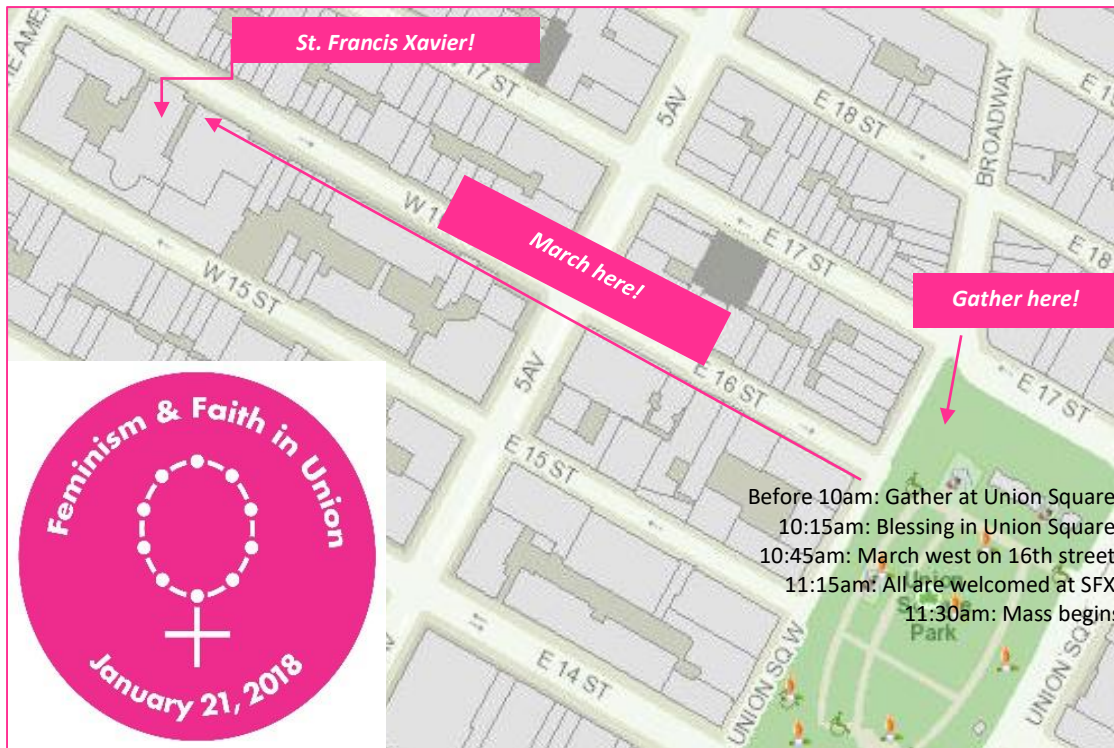 St. Francis Xavier!
17 ST
5AV
E 18 ST
BROADWAY
E 17 ST
E 18
W 15 ST
March here!
Gather here!
E 16 ST
E 17 ST
5AV
E 15 ST
Before 10am: Gather at Union Square
10:15am: Blessing in Union Square
10:45am: March west on 16th street
11:15am: All are welcomed at SFX
11:30am: Mass begins
Park
E 14 ST
UNION SQ W
UNION SQ
Feminism & Faith in Union
January 21, 2018